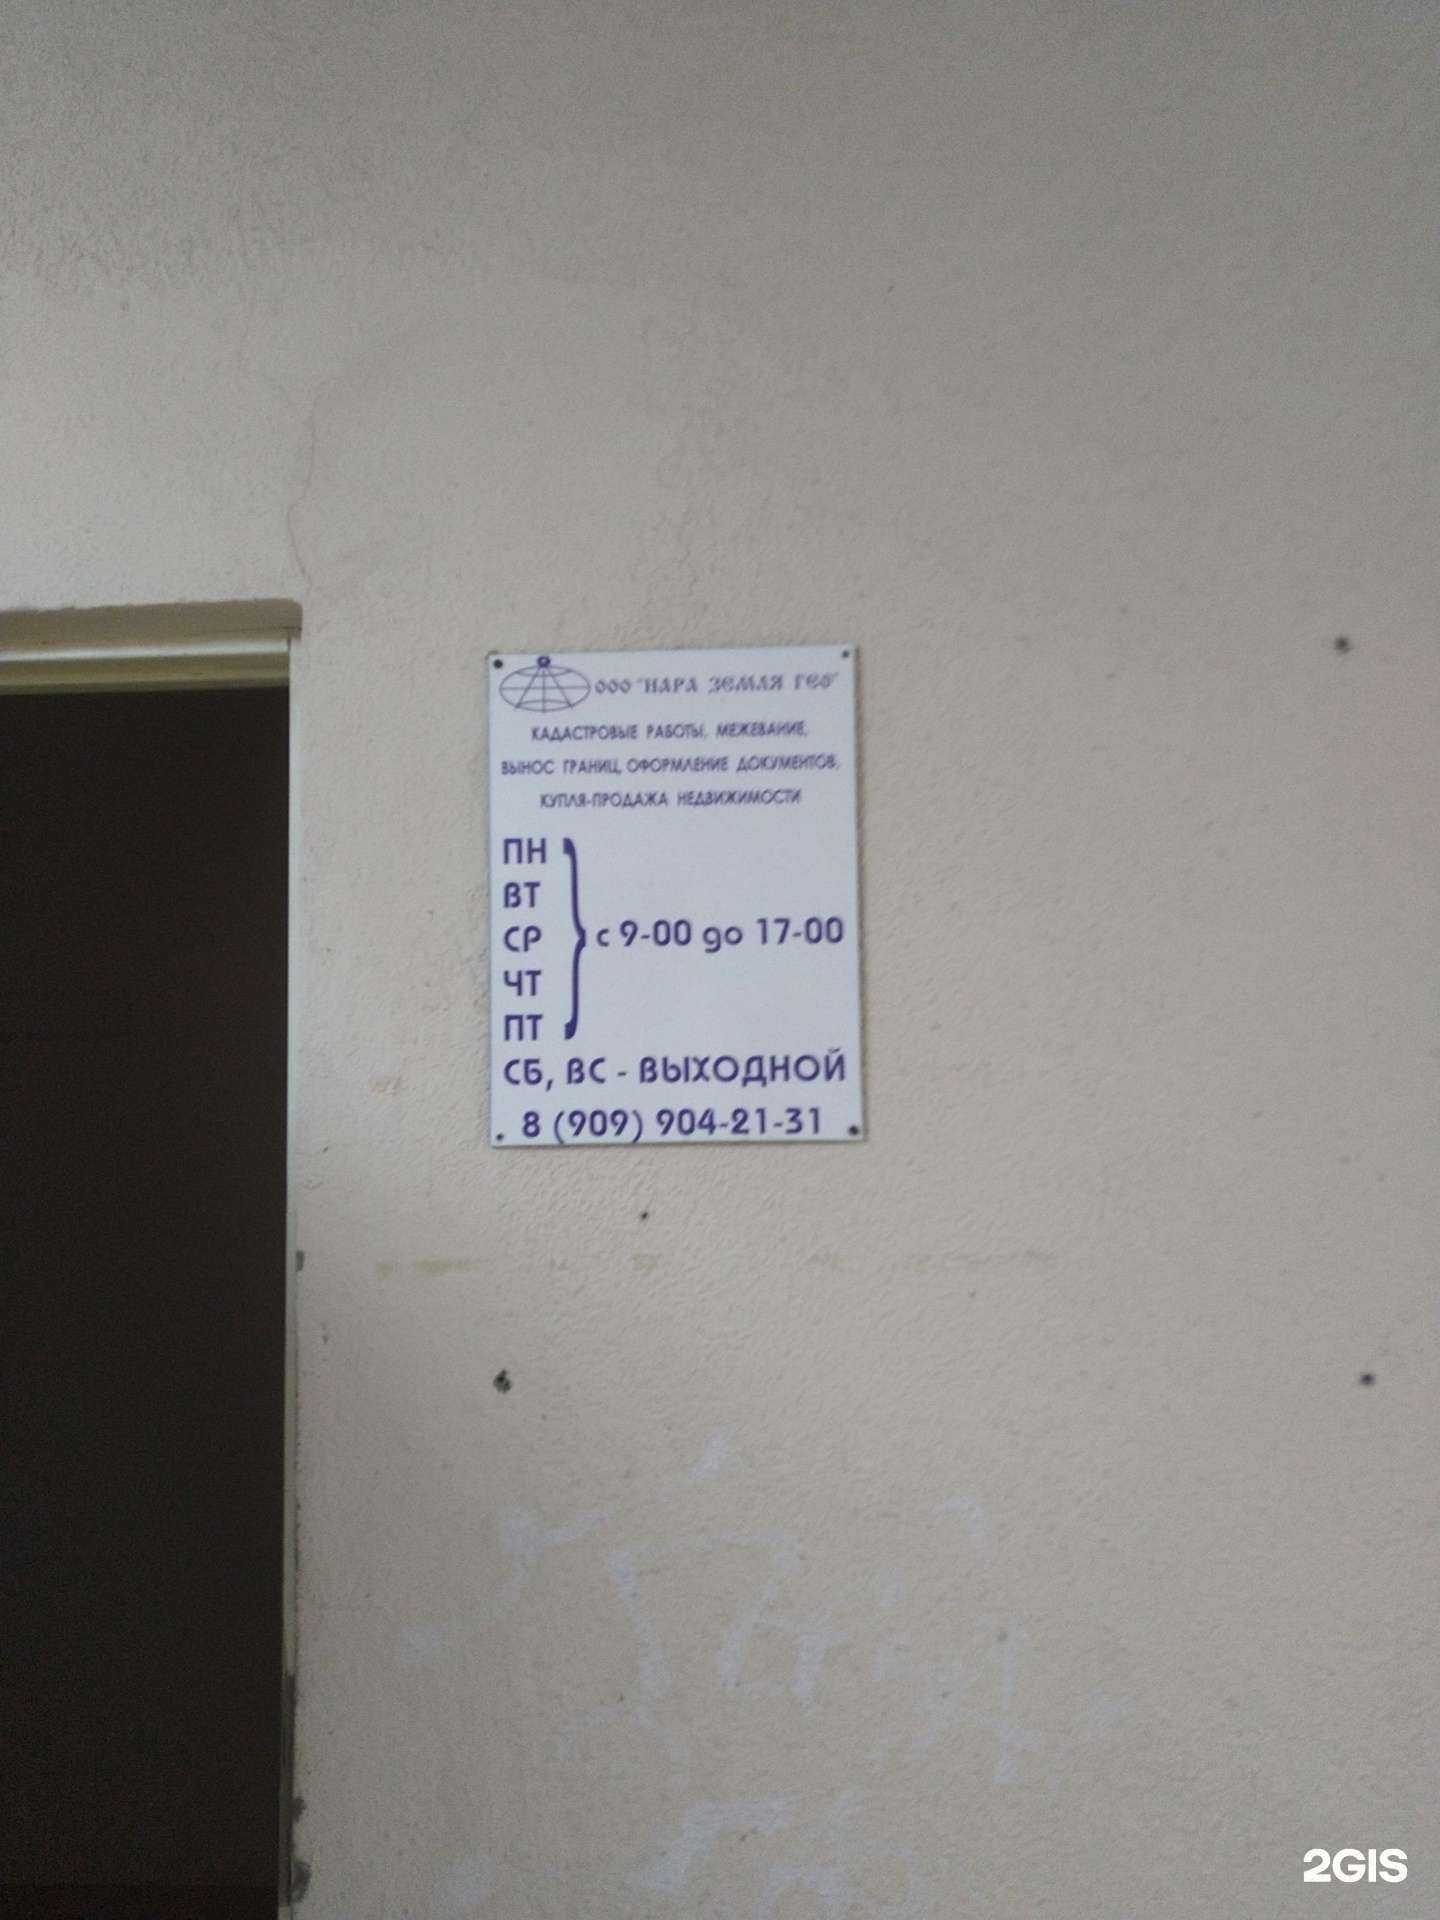 ООО "НАРА ЗЕМЛЯ ГЕО"
КАДАСТРОВЫЕ РАБОТЫ, МЕЖЕВАНИЕ,
ВЫНОС ГРАНИЦ, ОФОРМЛЕНИЕ ДОКУМЕНТОВ,
КУПЛЯ-ПРОДАЖА НЕДВИЖИМОСТИ
ПН
ВТ
СР } с 9-00 до 17-00
ЧТ
ПТ
СБ, ВС - ВЫХОДНОЙ
8 (909) 904-21-31
2GIS